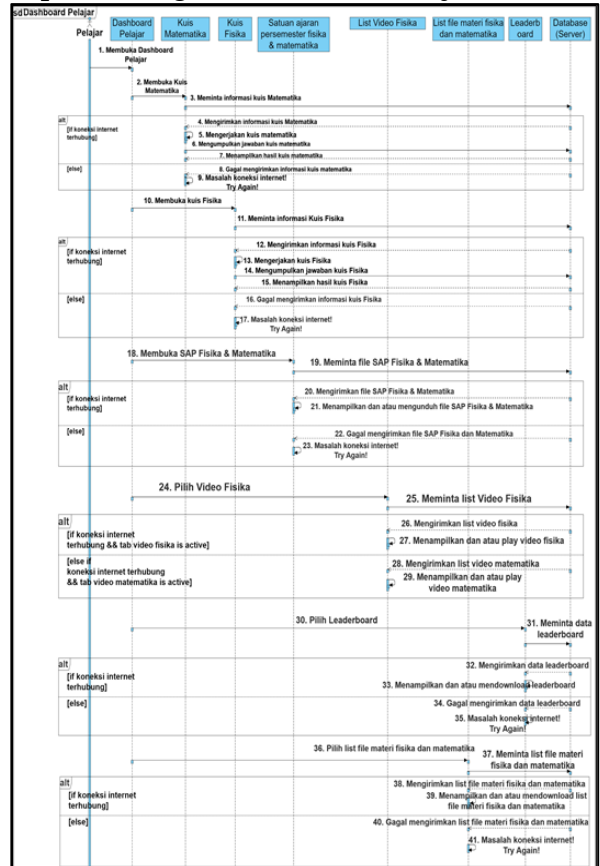 sd Dashboard Pelajar
Pelajar
Dashboard
Pelajar
Kuis
Matematika
Kuis
Fisika
Satuan ajaran
persemester fisika
& matematika
List Video Fisika
List file materi fisika
dan matematika
Leaderb
oard
Database
(Server)
1. Membuka Dashboard
Pelajar
2. Membuka Kuis
Matematika
3. Meminta informasi kuis Matematika
alt
[if koneksi internet
terhubung]
4. Mengirimkan informasi kuis Matematika
5. Mengerjakan kuis matematika
6. Mengumpulkan jawaban kuis matematika
7. Menampilkan hasil kuis matematika
[else]
8. Gagal mengirimkan informasi kuis matematika
9. Masalah koneksi internet!
Try Again!
10. Membuka kuis Fisika
11. Meminta informasi Kuis Fisika
alt
[if koneksi internet
terhubung]
12. Mengirimkan informasi kuis Fisika
13. Mengerjakan kuis Fisika
14. Mengumpulkan jawaban kuis Fisika
15. Menampilkan hasil kuis Fisika
[else]
16. Gagal mengirimkan informasi kuis Fisika
17. Masalah koneksi internet!
Try Again!
18. Membuka SAP Fisika & Matematika
19. Meminta file SAP Fisika & Matematika
alt
[if koneksi internet
terhubung]
20. Mengirimkan file SAP Fisika & Matematika
21. Menampilkan dan atau mengunduh file SAP Fisika & Matematika
[else]
22. Gagal mengirimkan file SAP Fisika dan Matematika
23. Masalah koneksi internet!
Try Again!
24. Pilih Video Fisika
25. Meminta list Video Fisika
alt
[if koneksi internet
terhubung && tab video fisika is active]
26. Mengirimkan list video fisika
27. Menampilkan dan atau play video fisika
[else if
koneksi internet terhubung
&& tab video matematika is active]
28. Mengirimkan list video matematika
29. Menampilkan dan atau play
video matematika
30. Pilih Leaderboard
31. Meminta data
leaderboard
alt
[if koneksi internet
terhubung]
32. Mengirimkan data leaderboard
33. Menampilkan dan atau mendownload leaderboard
[else]
34. Gagal mengirimkan data leaderboard
35. Masalah koneksi internet!
Try Again!
36. Pilih list file materi fisika dan matematika
37. Meminta list file materi
fisika dan matematika
alt
[if koneksi internet
terhubung]
38. Mengirimkan list file materi fisika dan matematika
39. Menampilkan dan atau mendownload list
file materi fisika dan matematika
[else]
40. Gagal mengirimkan list file materi fisika dan matematika
41. Masalah koneksi internet!
Try Again!